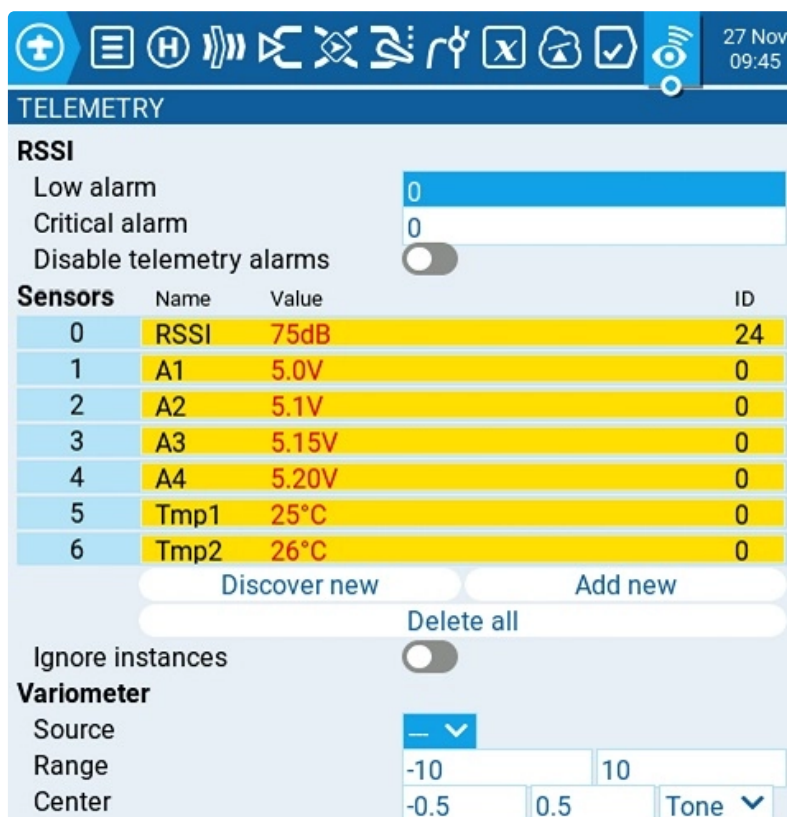 27 Nov
09:45
TELEMETRY
RSSI
Low alarm 0
Critical alarm 0
Disable telemetry alarms
Sensors Name Value ID
0 RSSI 75dB 24
1 A1 5.0V 0
2 A2 5.1V 0
3 A3 5.15V 0
4 A4 5.20V 0
5 Tmp1 25°C 0
6 Tmp2 26°C 0
Discover new Add new
Delete all
Ignore instances
Variometer
Source ---
Range -10 10
Center -0.5 0.5 Tone